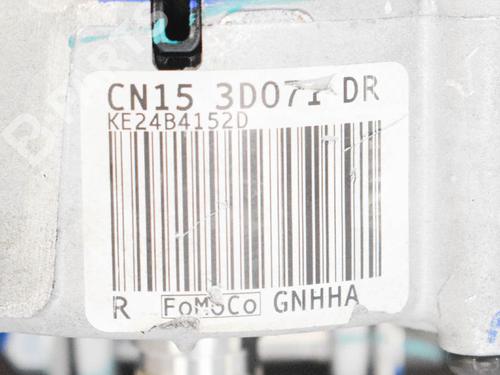 CN15 3D071 DR
KE24B4152D
R FoMoCo GNHHA